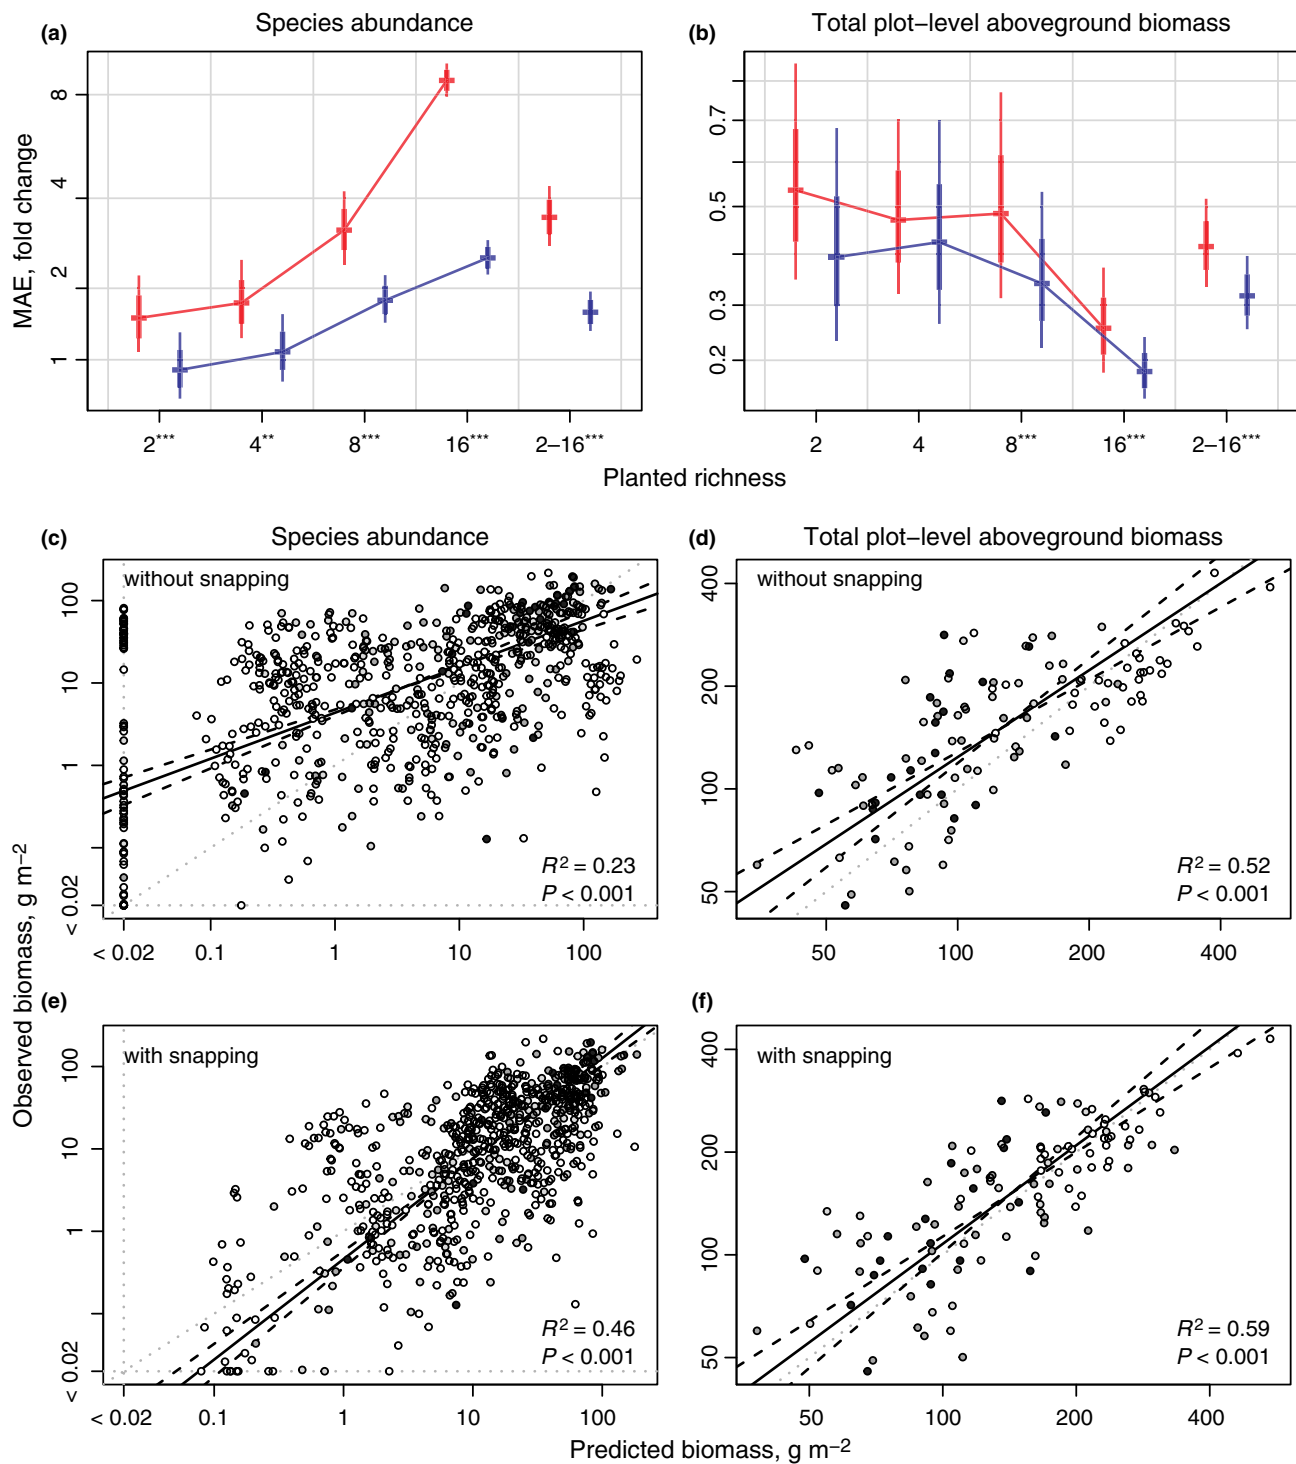 (a)
Species abundance
MAE, fold change
8
4
2
1
2***
4**
8***
16***
2–16***
(b)
Total plot–level aboveground biomass
0.7
0.5
0.3
0.2
2
4
8***
16***
2–16***
Planted richness
(c)
Species abundance
without snapping
100
10
1
< 0.02
R² = 0.23
P < 0.001
< 0.02
0.1
1
10
100
(d)
Total plot–level aboveground biomass
without snapping
400
200
100
50
R² = 0.52
P < 0.001
50
100
200
400
Observed biomass, g m⁻²
(e)
with snapping
100
10
1
< 0.02
R² = 0.46
P < 0.001
< 0.02
0.1
1
10
100
(f)
with snapping
400
200
100
50
R² = 0.59
P < 0.001
50
100
200
400
Predicted biomass, g m⁻²